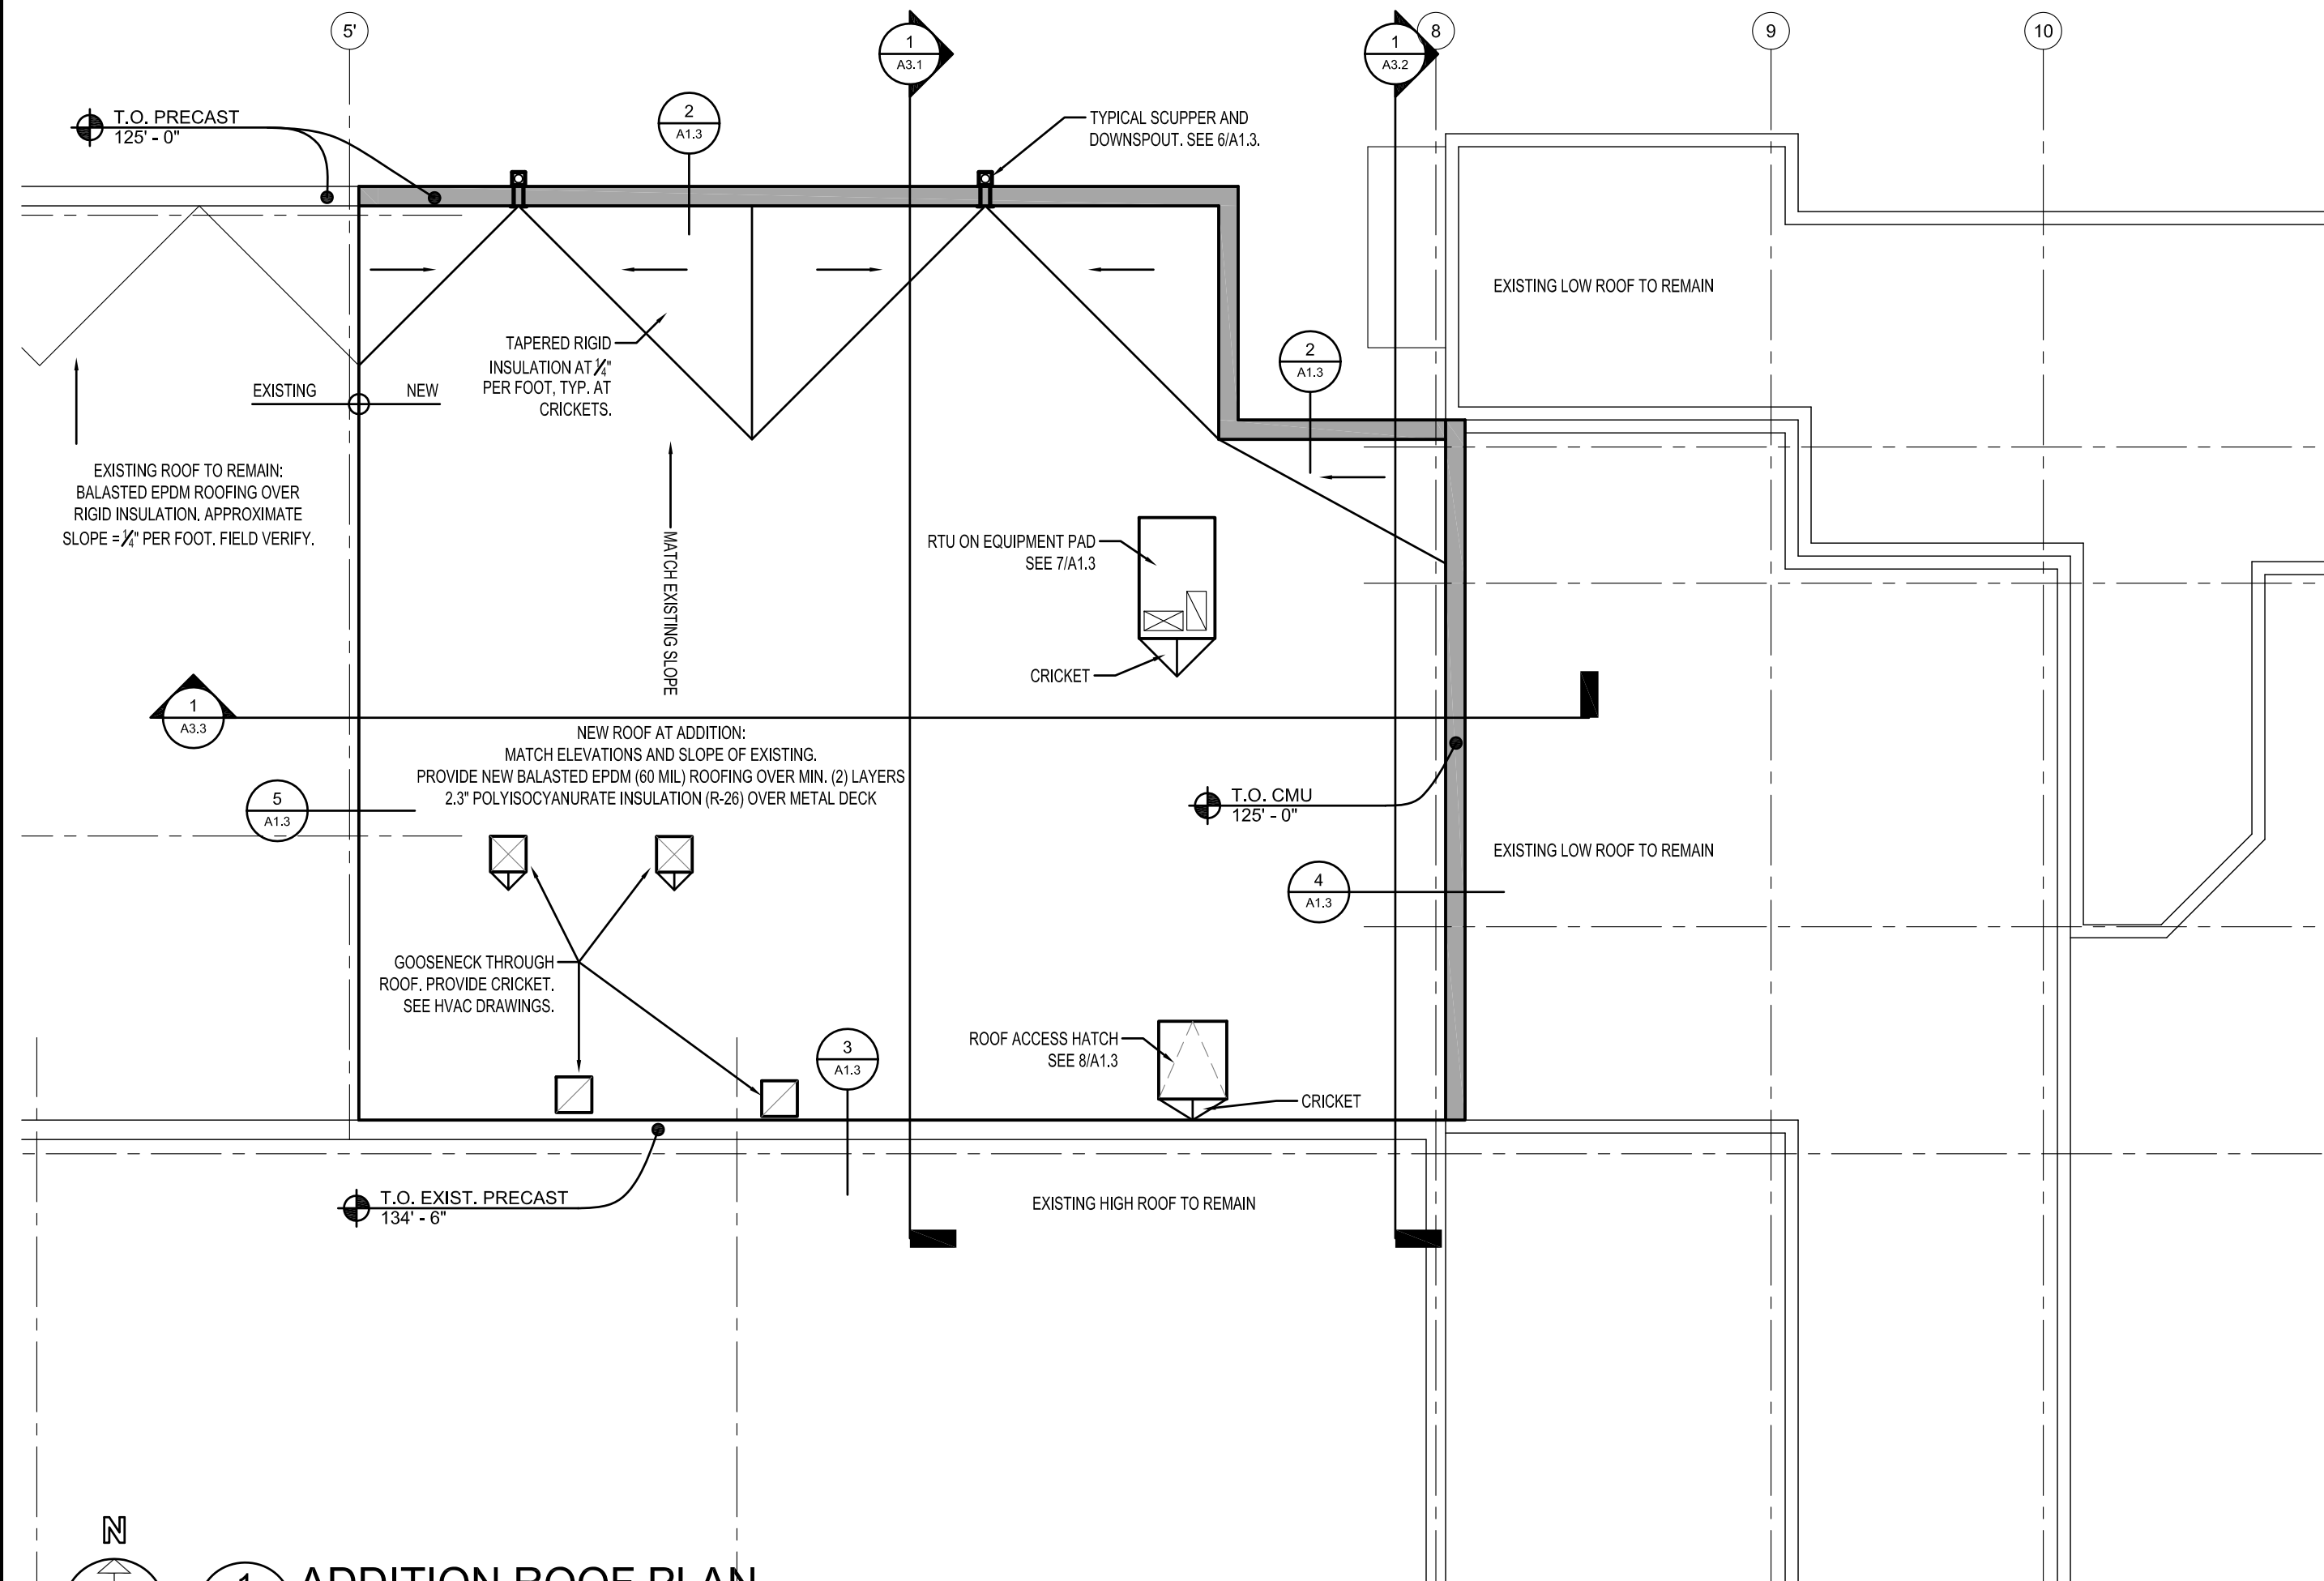 5'
1
A3.1
1
A3.2
8
9
10
T.O. PRECAST
125' - 0"
2
A1.3
TYPICAL SCUPPER AND
DOWNSPOUT. SEE 6/A1.3.
EXISTING LOW ROOF TO REMAIN
TAPERED RIGID
INSULATION AT 1/4"
PER FOOT, TYP. AT
CRICKETS.
2
A1.3
EXISTING
NEW
EXISTING ROOF TO REMAIN:
BALASTED EPDM ROOFING OVER
RIGID INSULATION. APPROXIMATE
SLOPE = 1/4" PER FOOT. FIELD VERIFY.
MATCH EXISTING SLOPE
RTU ON EQUIPMENT PAD
SEE 7/A1.3
CRICKET
1
A3.3
NEW ROOF AT ADDITION:
MATCH ELEVATIONS AND SLOPE OF EXISTING.
PROVIDE NEW BALASTED EPDM (60 MIL) ROOFING OVER MIN. (2) LAYERS
2.3" POLYISOCYANURATE INSULATION (R-26) OVER METAL DECK
5
A1.3
T.O. CMU
125' - 0"
EXISTING LOW ROOF TO REMAIN
4
A1.3
GOOSENECK THROUGH
ROOF. PROVIDE CRICKET.
SEE HVAC DRAWINGS.
3
A1.3
ROOF ACCESS HATCH
SEE 8/A1.3
CRICKET
T.O. EXIST. PRECAST
134' - 6"
EXISTING HIGH ROOF TO REMAIN
N
1
ADDITION ROOF PLAN